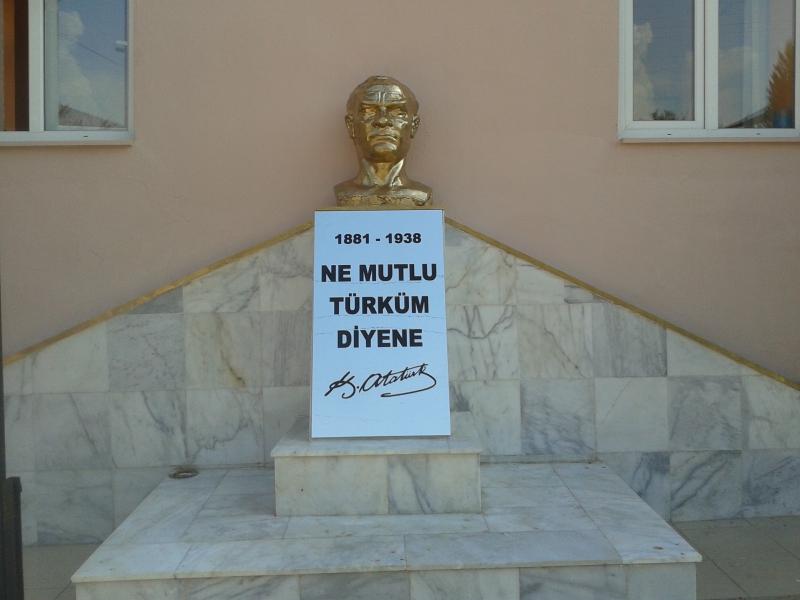 1881 - 1938
NE MUTLU
TÜRKÜM
DİYENE
K. Atatürk